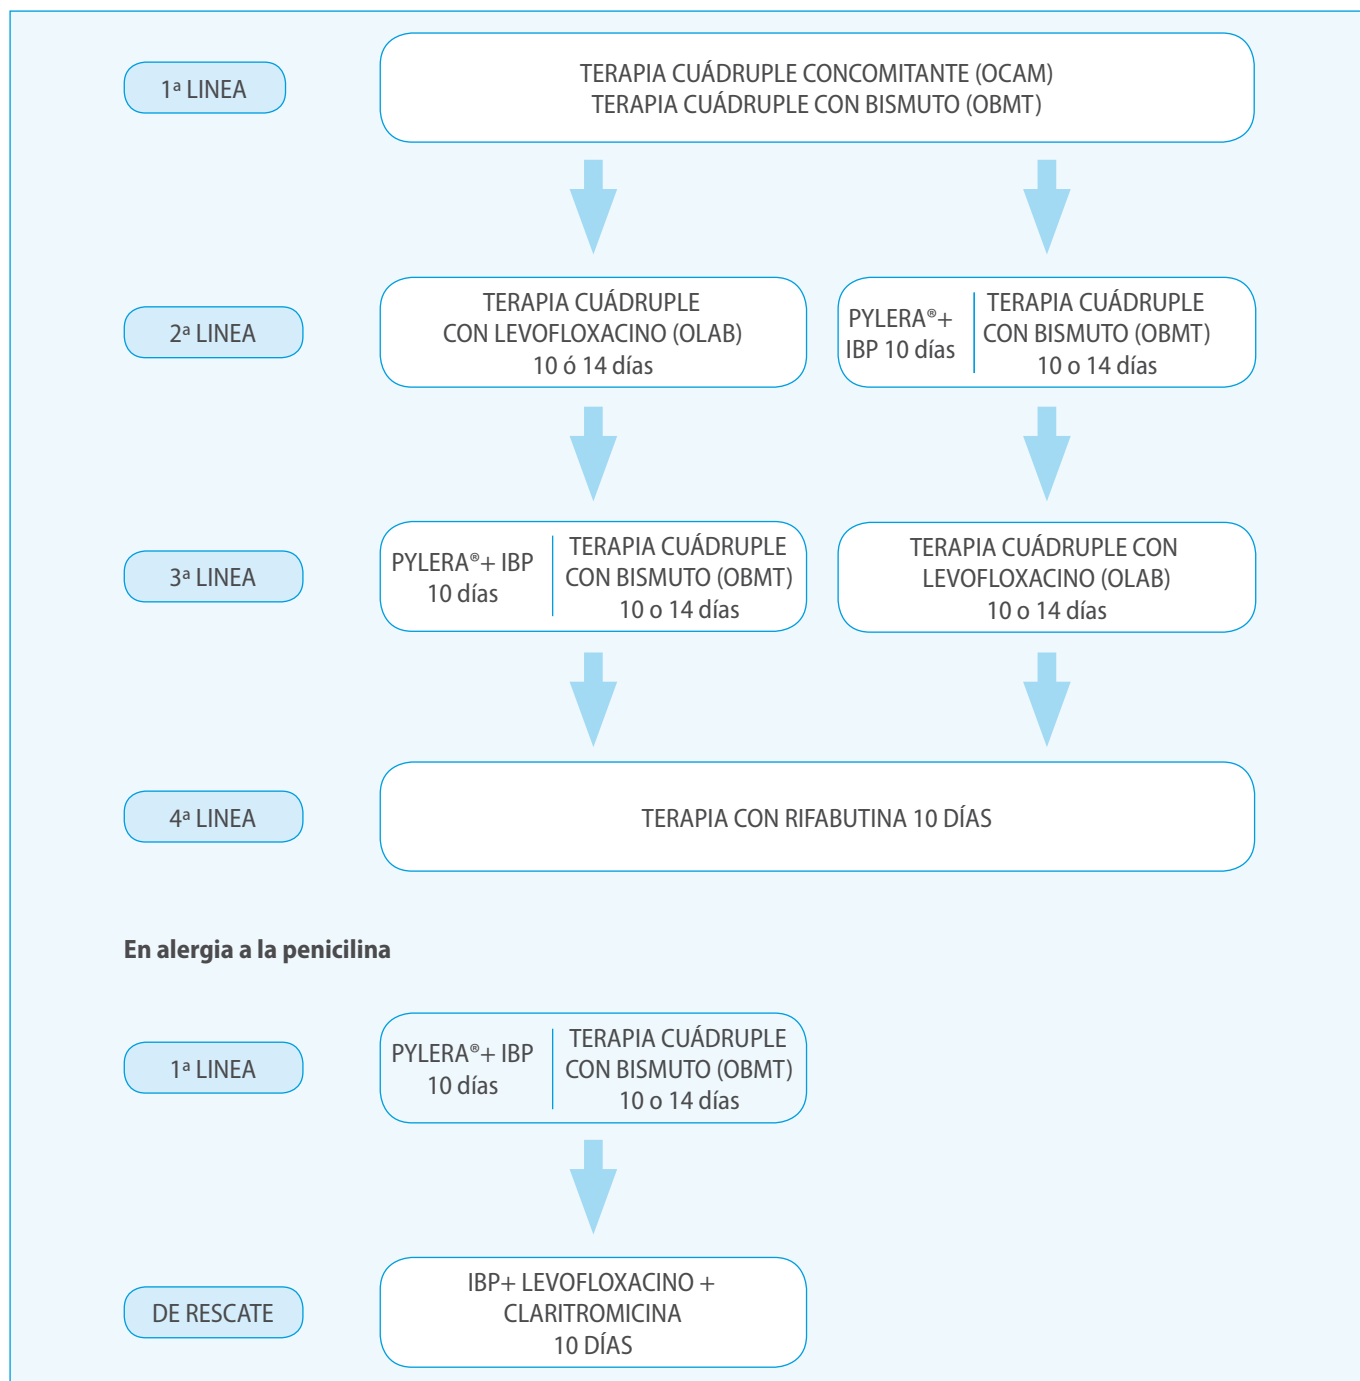 1ª LINEA
TERAPIA CUÁDRUPLE CONCOMITANTE (OCAM)
TERAPIA CUÁDRUPLE CON BISMUTO (OBMT)
2ª LINEA
TERAPIA CUÁDRUPLE
CON LEVOFLOXACINO (OLAB)
10 ó 14 días
PYLERA®+
IBP 10 días
TERAPIA CUÁDRUPLE
CON BISMUTO (OBMT)
10 o 14 días
3ª LINEA
PYLERA®+ IBP
10 días
TERAPIA CUÁDRUPLE
CON BISMUTO (OBMT)
10 o 14 días
TERAPIA CUÁDRUPLE CON
LEVOFLOXACINO (OLAB)
10 o 14 días
4ª LINEA
TERAPIA CON RIFABUTINA 10 DÍAS
En alergia a la penicilina
1ª LINEA
PYLERA®+ IBP
10 días
TERAPIA CUÁDRUPLE
CON BISMUTO (OBMT)
10 o 14 días
DE RESCATE
IBP+ LEVOFLOXACINO +
CLARITROMICINA
10 DÍAS